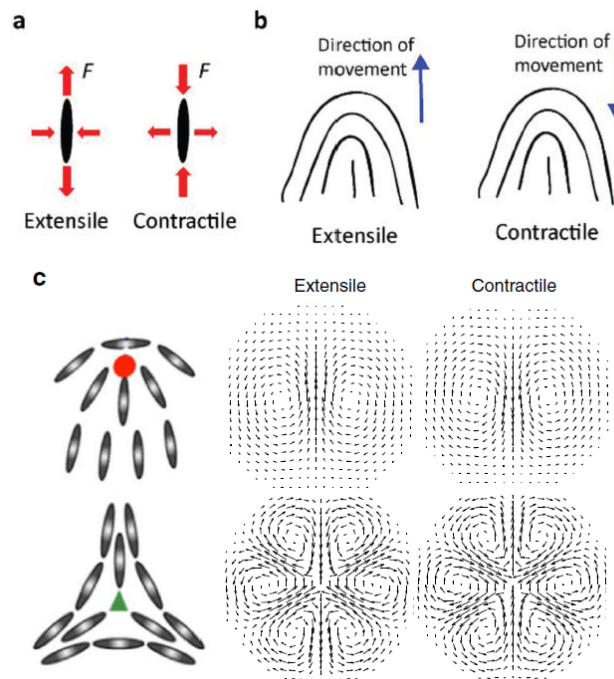 a
b
F
F
Extensile
Contractile
Direction of
movement
Direction of
movement
Extensile
Contractile
c
Extensile
Contractile